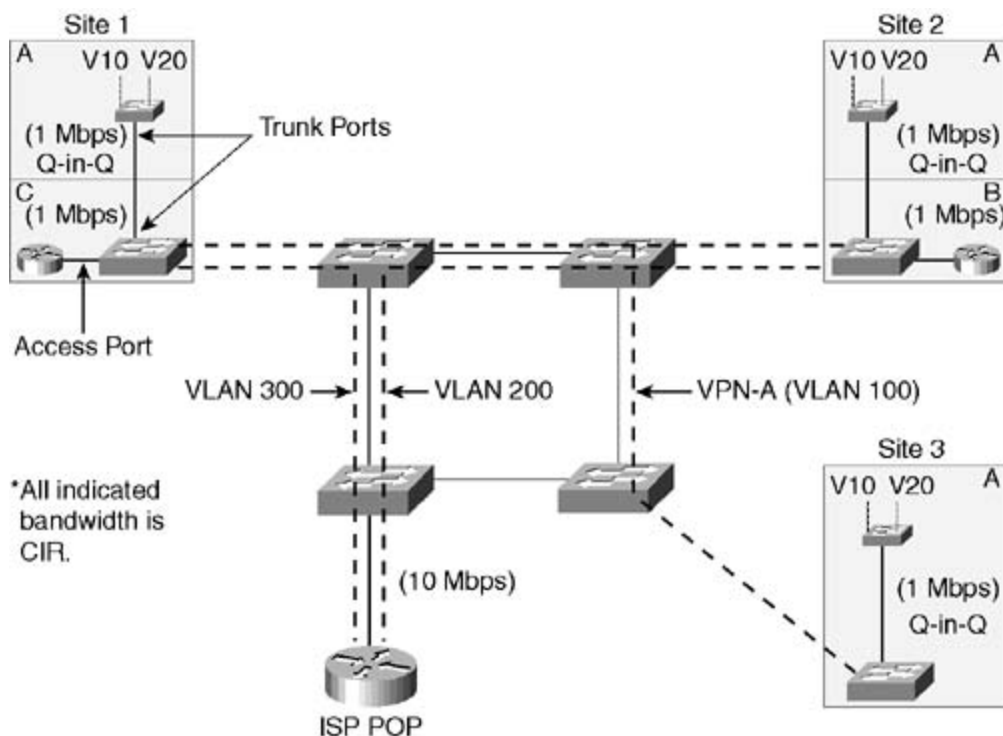 Site 1
A
V10 V20
(1 Mbps)
Q-in-Q
Trunk Ports
C
(1 Mbps)
Access Port
Site 2
A
V10 V20
(1 Mbps)
Q-in-Q
B
(1 Mbps)
VLAN 300
VLAN 200
VPN-A (VLAN 100)
*All indicated
bandwidth is
CIR.
(10 Mbps)
ISP POP
Site 3
A
V10 V20
(1 Mbps)
Q-in-Q